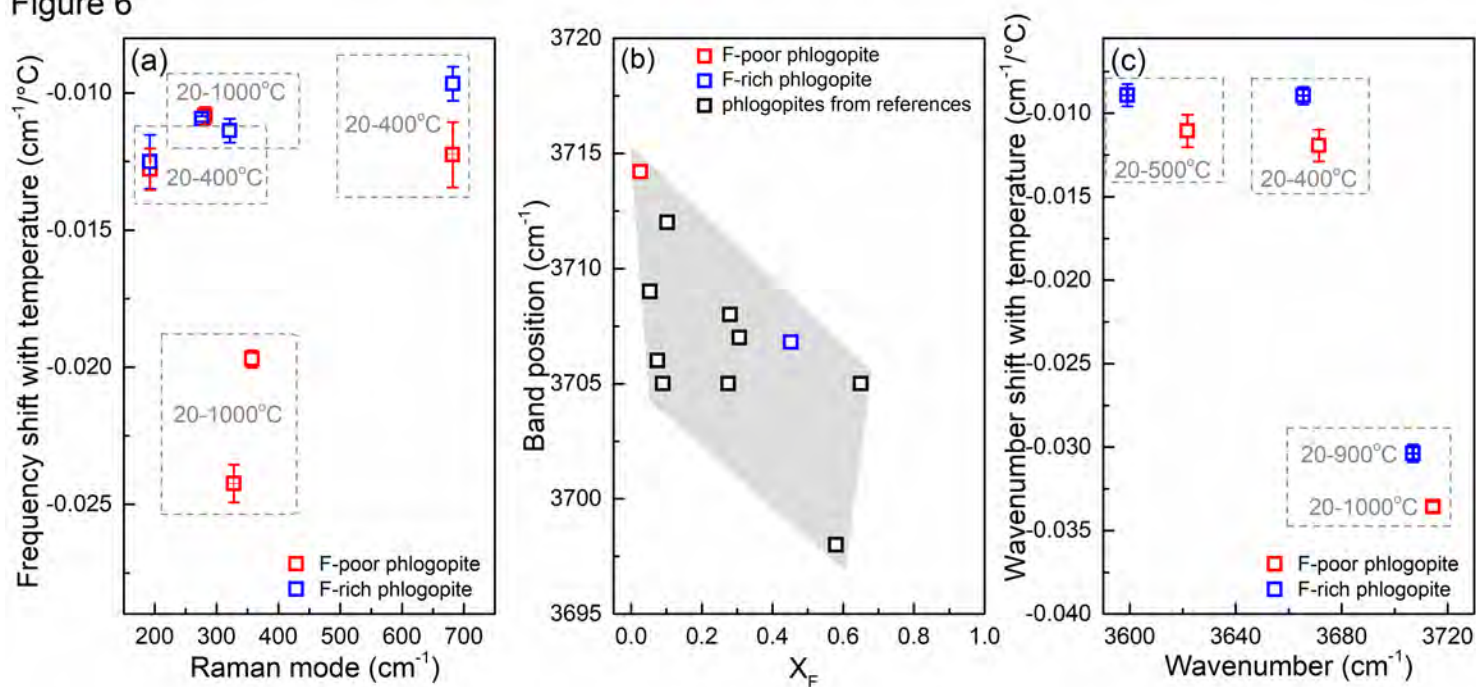 Figure 6
(a)
Frequency shift with temperature (cm⁻¹/°C)
-0.010
-0.015
-0.020
-0.025
20-1000°C
20-400°C
20-400°C
20-1000°C
F-poor phlogopite
F-rich phlogopite
200 300 400 500 600 700
Raman mode (cm⁻¹)
(b)
Band position (cm⁻¹)
3720
3715
3710
3705
3700
3695
F-poor phlogopite
F-rich phlogopite
phlogopites from references
0.0 0.2 0.4 0.6 0.8 1.0
X_F
(c)
Wavenumber shift with temperature (cm⁻¹/°C)
-0.010
-0.015
-0.020
-0.025
-0.030
-0.035
-0.040
20-500°C
20-400°C
20-900°C
20-1000°C
F-poor phlogopite
F-rich phlogopite
3600 3640 3680 3720
Wavenumber (cm⁻¹)